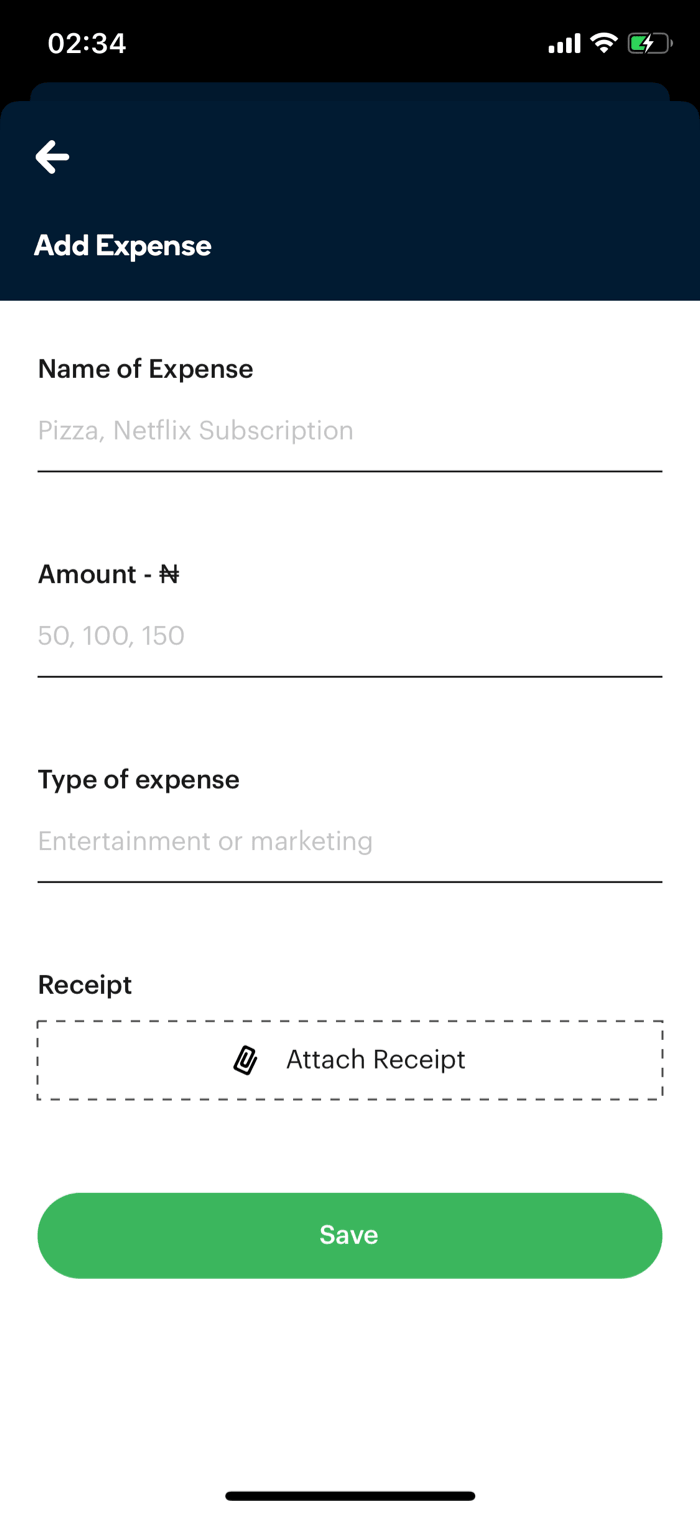 02:34
Add Expense
Name of Expense
Pizza, Netflix Subscription
Amount - ₦
50, 100, 150
Type of expense
Entertainment or marketing
Receipt
Attach Receipt
Save